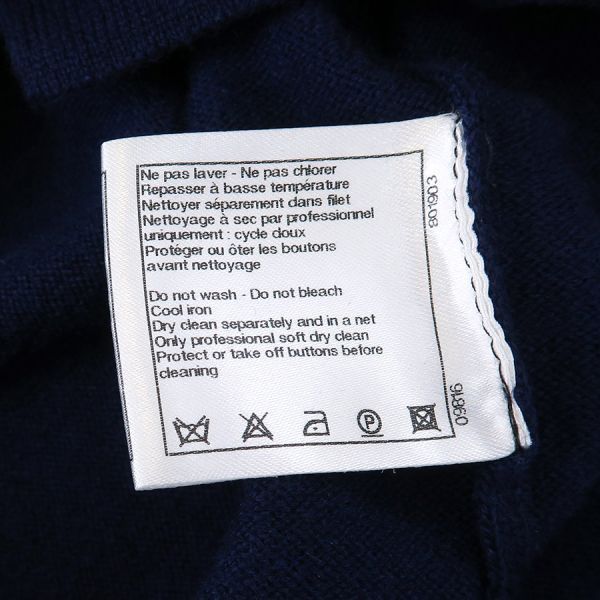 Ne pas laver - Ne pas chlorer
Repasser à basse température
Nettoyer séparement dans filet
Nettoyage à sec par professionnel
uniquement : cycle doux
Protéger ou ôter les boutons
avant nettoyage
Do not wash - Do not bleach
Cool iron
Dry clean separately and in a net
Only professional soft dry clean
Protect or take off buttons before
cleaning
P
801903
09816